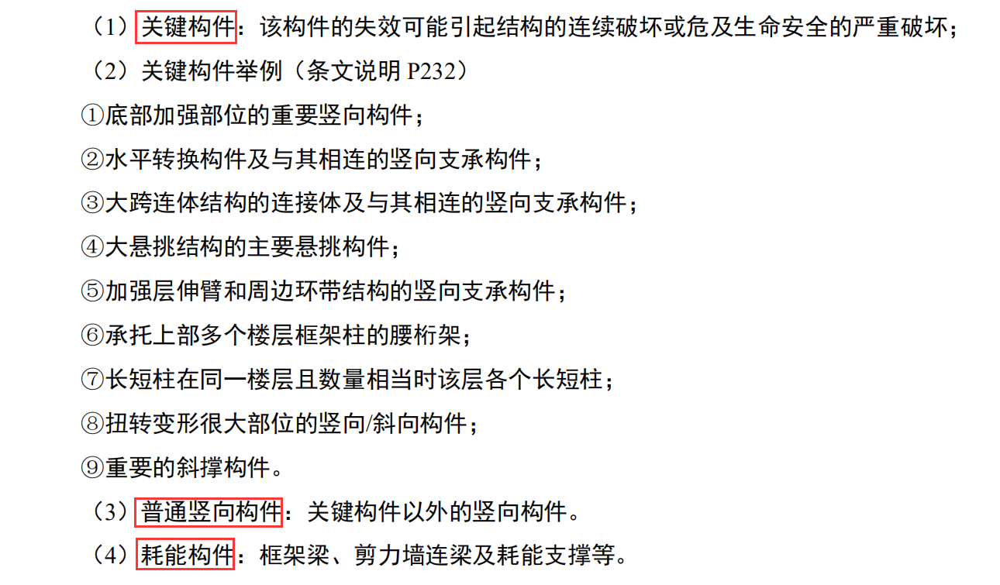 （1）关键构件：该构件的失效可能引起结构的连续破坏或危及生命安全的严重破坏；
（2）关键构件举例（条文说明 P232）
①底部加强部位的重要竖向构件；
②水平转换构件及与其相连的竖向支承构件；
③大跨连体结构的连接体及与其相连的竖向支承构件；
④大悬挑结构的主要悬挑构件；
⑤加强层伸臂和周边环带结构的竖向支承构件；
⑥承托上部多个楼层框架柱的腰桁架；
⑦长短柱在同一楼层且数量相当时该层各个长短柱；
⑧扭转变形很大部位的竖向/斜向构件；
⑨重要的斜撑构件。
（3）普通竖向构件：关键构件以外的竖向构件。
（4）耗能构件：框架梁、剪力墙连梁及耗能支撑等。